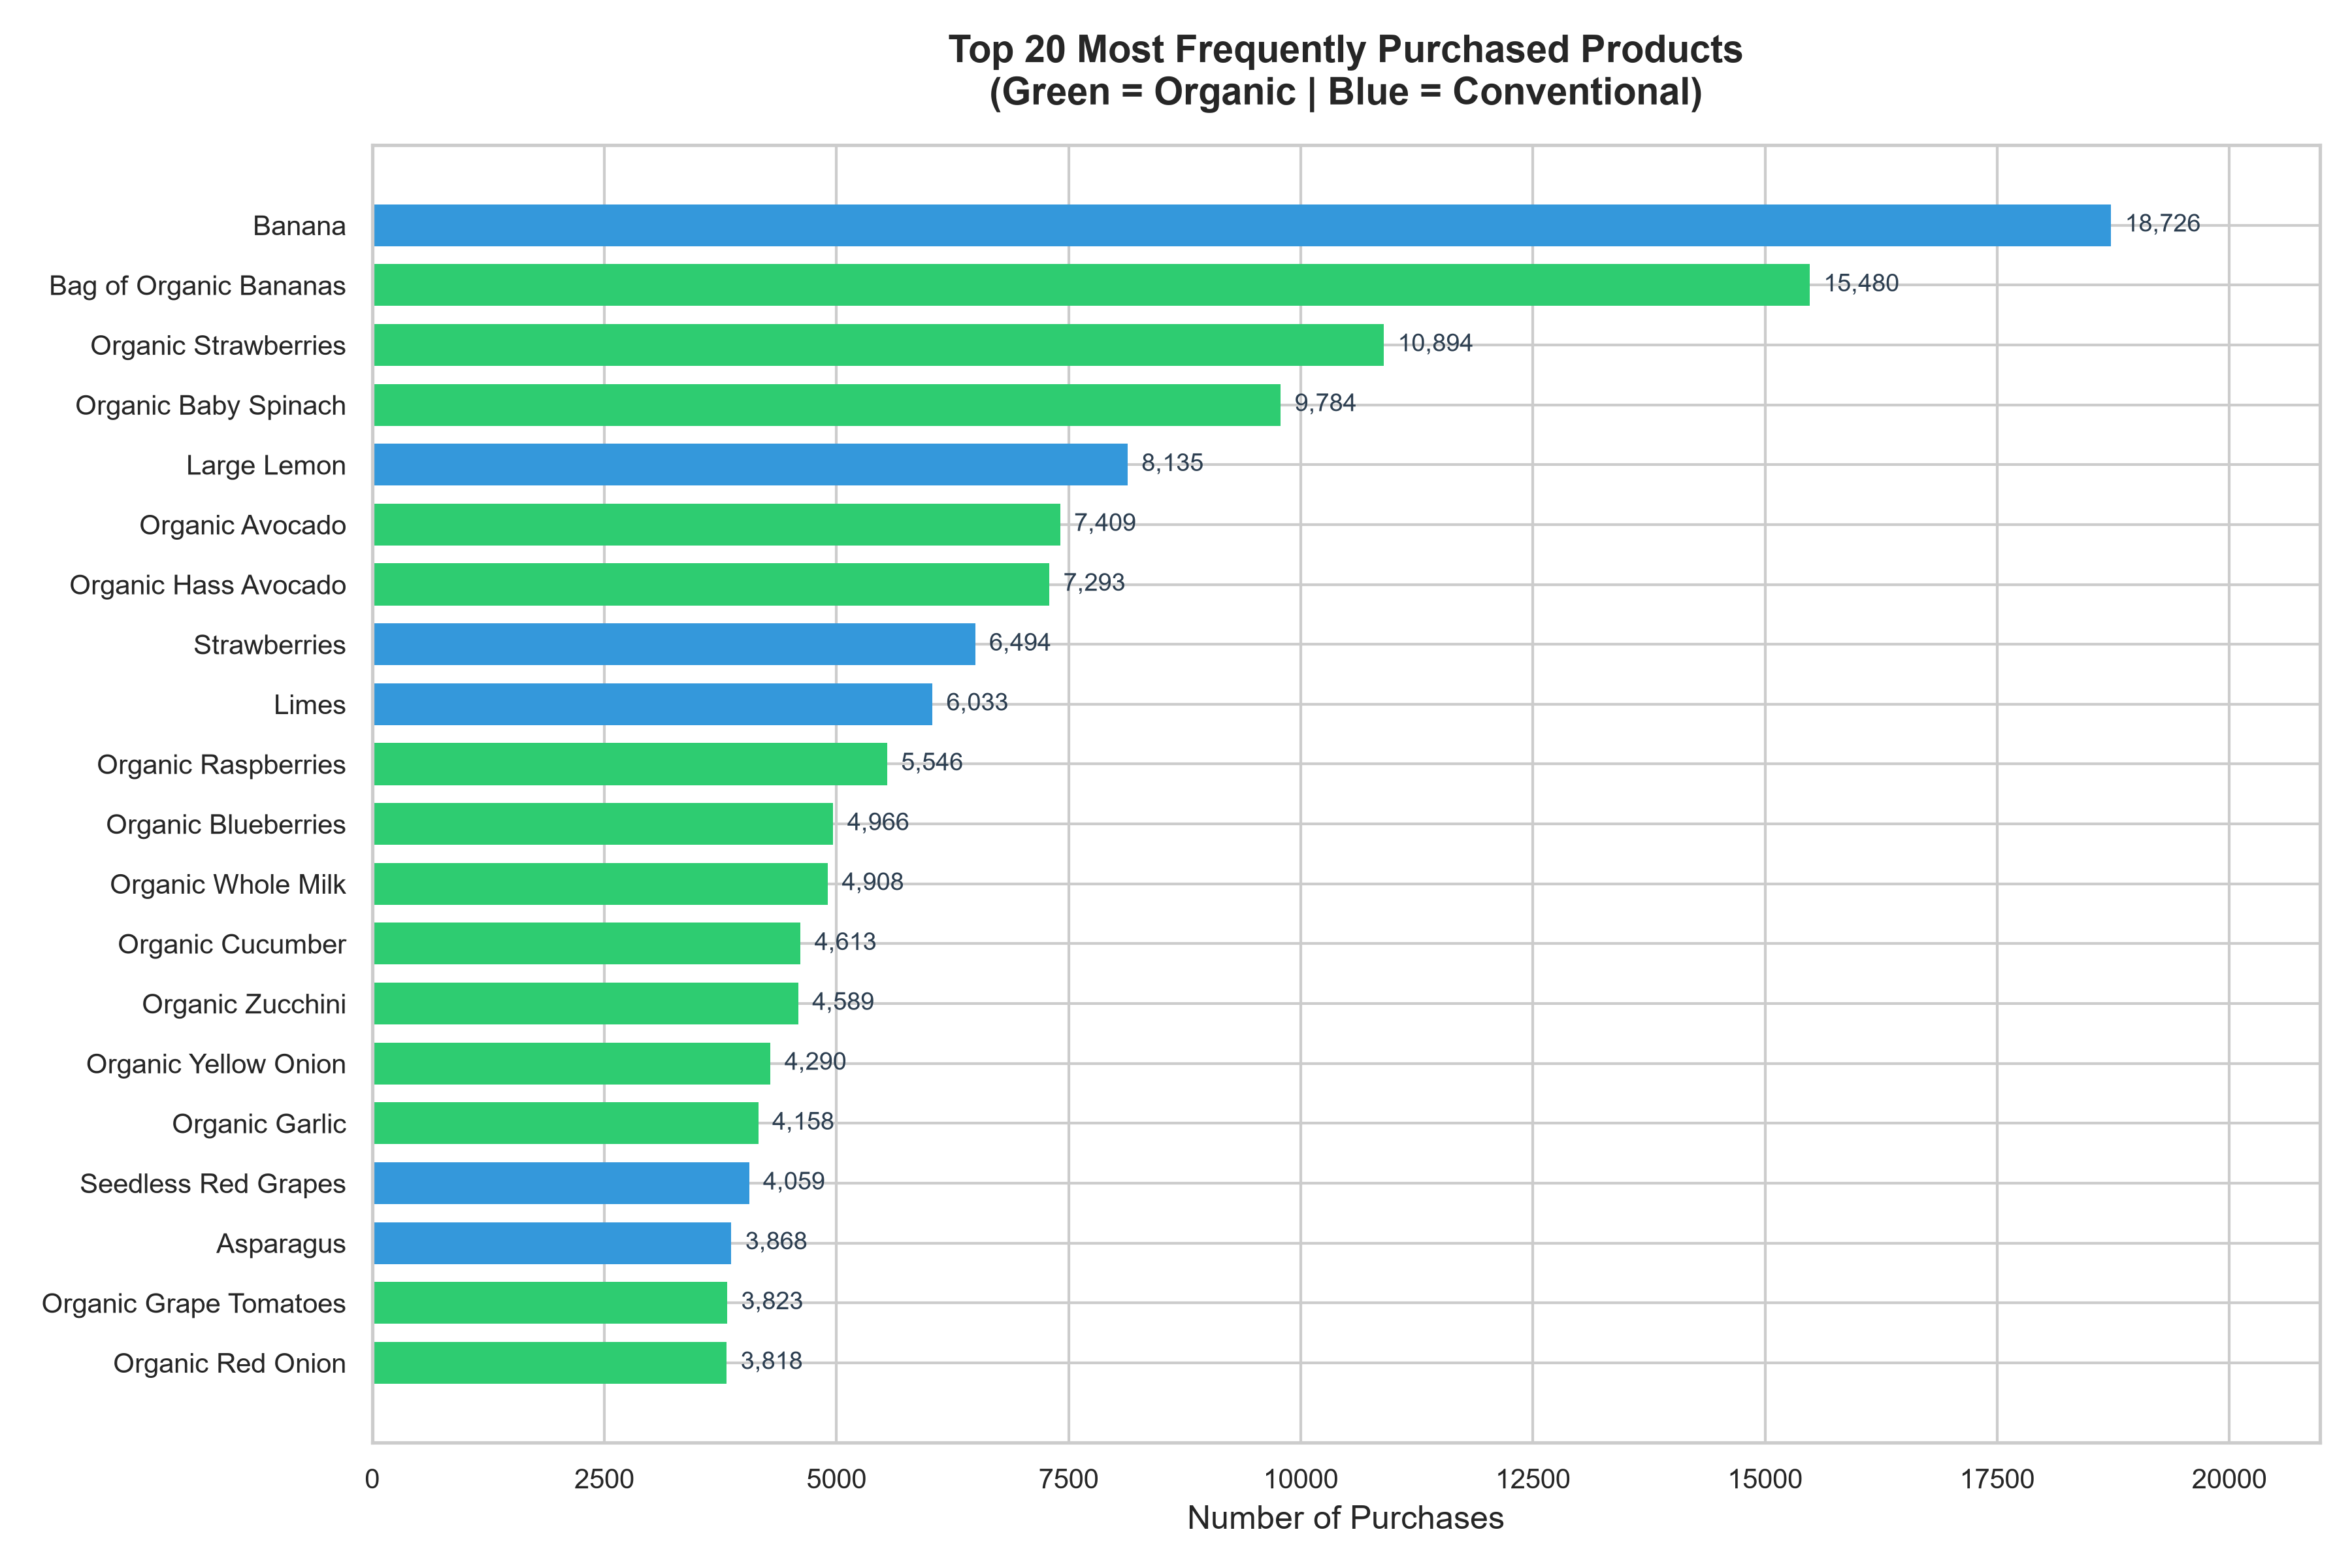 Top 20 Most Frequently Purchased Products
(Green = Organic | Blue = Conventional)
Banana 18,726
Bag of Organic Bananas 15,480
Organic Strawberries 10,894
Organic Baby Spinach 9,784
Large Lemon 8,135
Organic Avocado 7,409
Organic Hass Avocado 7,293
Strawberries 6,494
Limes 6,033
Organic Raspberries 5,546
Organic Blueberries 4,966
Organic Whole Milk 4,908
Organic Cucumber 4,613
Organic Zucchini 4,589
Organic Yellow Onion 4,290
Organic Garlic 4,158
Seedless Red Grapes 4,059
Asparagus 3,868
Organic Grape Tomatoes 3,823
Organic Red Onion 3,818
0 2500 5000 7500 10000 12500 15000 17500 20000
Number of Purchases